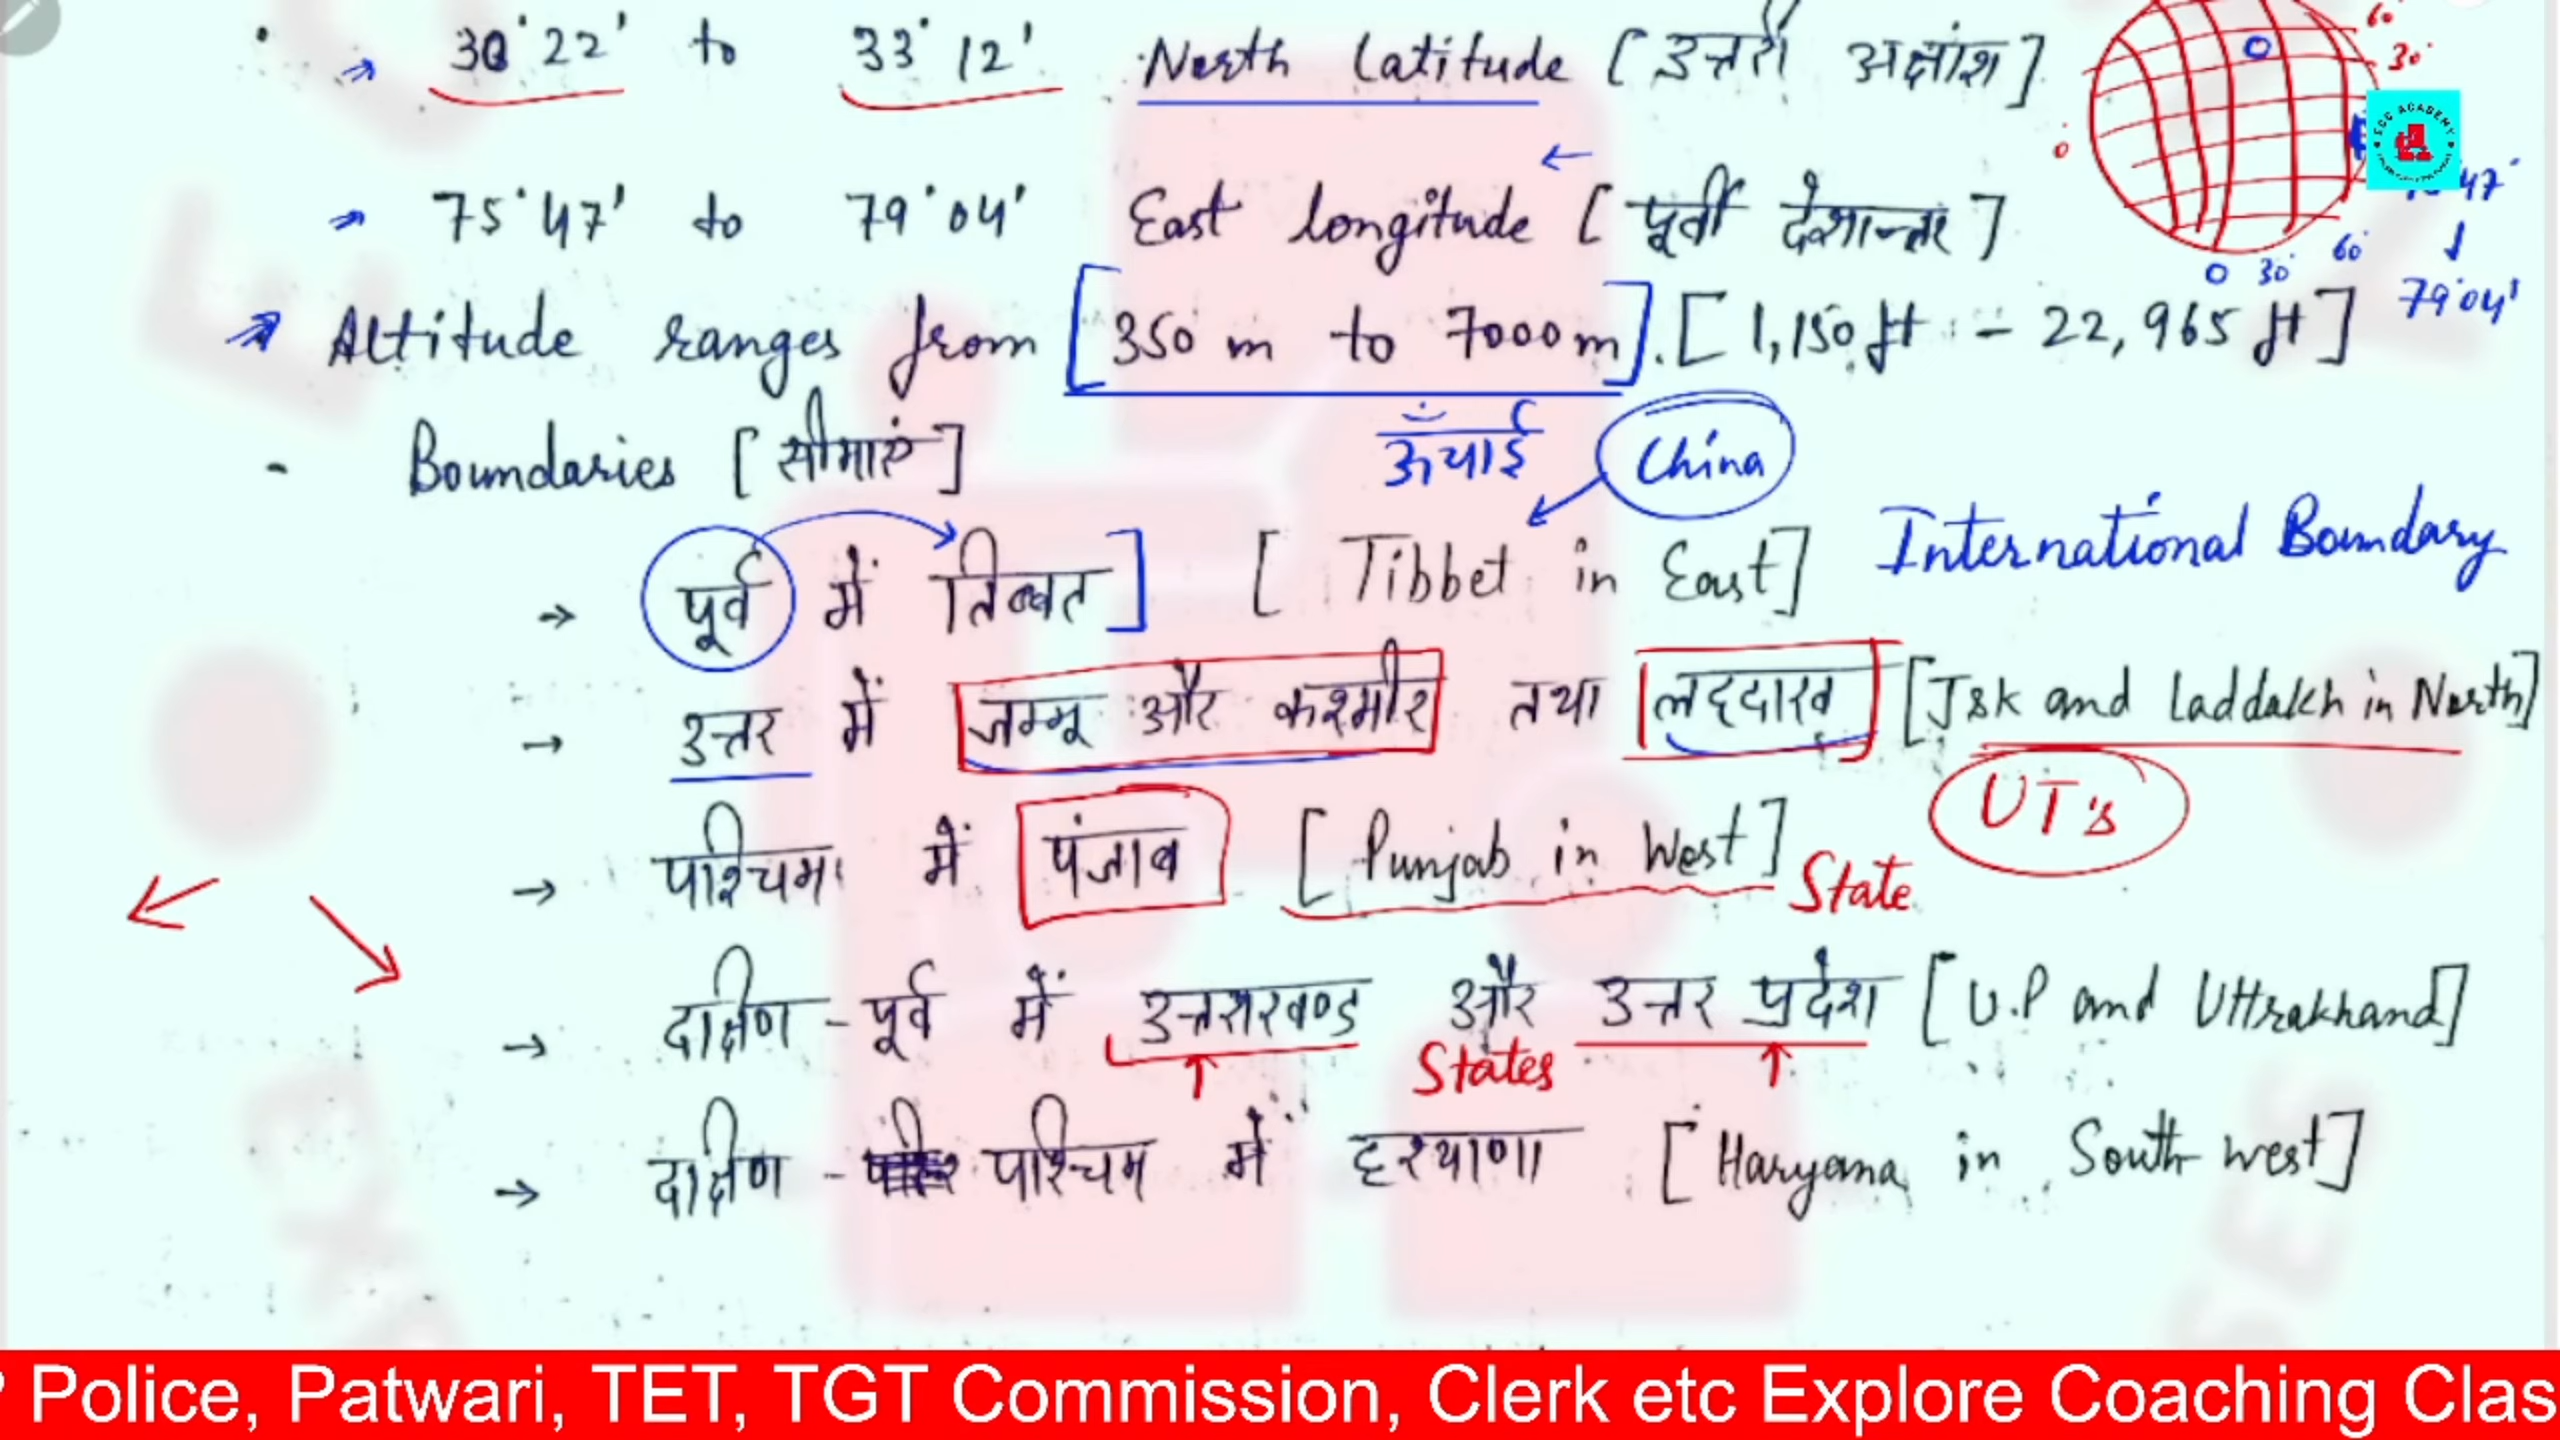 → 30°22' to 33°12' North Latitude [उत्तरी अक्षांश]
60°
30°
0
→ 75°47' to 79°04' East longitude [पूर्वी देशान्तर]
0 30° 60°
79°04'
→ Altitude ranges from [350 m to 7000 m]. [1,150 ft - 22,965 ft]
ऊँचाई
- Boundaries [सीमाएं]
China
→ पूर्व में तिब्बत] [Tibbet in East] International Boundary
→ उत्तर में जम्मू और कश्मीर तथा लद्दाख [J&K and Laddakh in North]
UT's
→ पश्चिम में पंजाब [Punjab in West] State
→ दक्षिण-पूर्व में उत्तराखण्ड और उत्तर प्रदेश [U.P and Uttrakhand]
States
→ दक्षिण - पश्चिम में हरयाणा [Haryana in South west]
Police, Patwari, TET, TGT Commission, Clerk etc Explore Coaching Clas